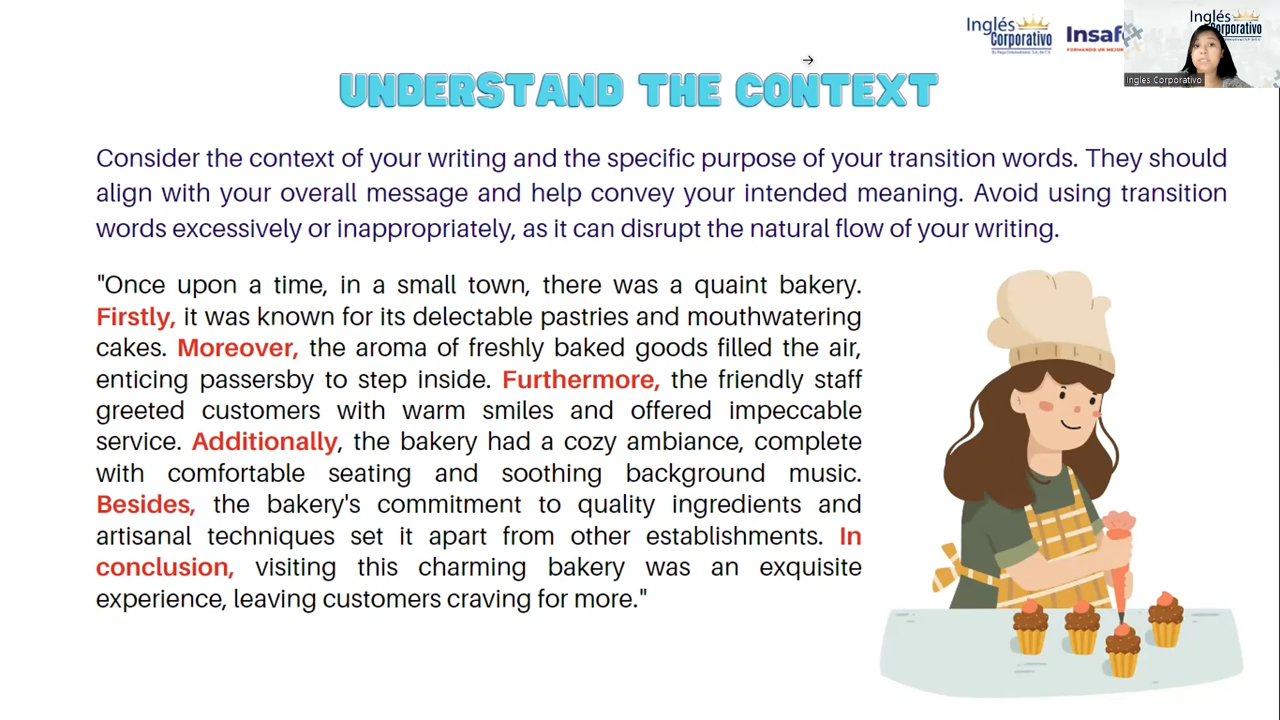 Inglés
Corporativo
Insaf
FORMANDO UN MEJOR
Inglés
Corporativo
Ingles Corporativo
UNDERSTAND THE CONTEXT
Consider the context of your writing and the specific purpose of your transition words. They should
align with your overall message and help convey your intended meaning. Avoid using transition
words excessively or inappropriately, as it can disrupt the natural flow of your writing.
"Once upon a time, in a small town, there was a quaint bakery.
Firstly, it was known for its delectable pastries and mouthwatering
cakes. Moreover, the aroma of freshly baked goods filled the air,
enticing passersby to step inside. Furthermore, the friendly staff
greeted customers with warm smiles and offered impeccable
service. Additionally, the bakery had a cozy ambiance, complete
with comfortable seating and soothing background music.
Besides, the bakery's commitment to quality ingredients and
artisanal techniques set it apart from other establishments. In
conclusion, visiting this charming bakery was an exquisite
experience, leaving customers craving for more."